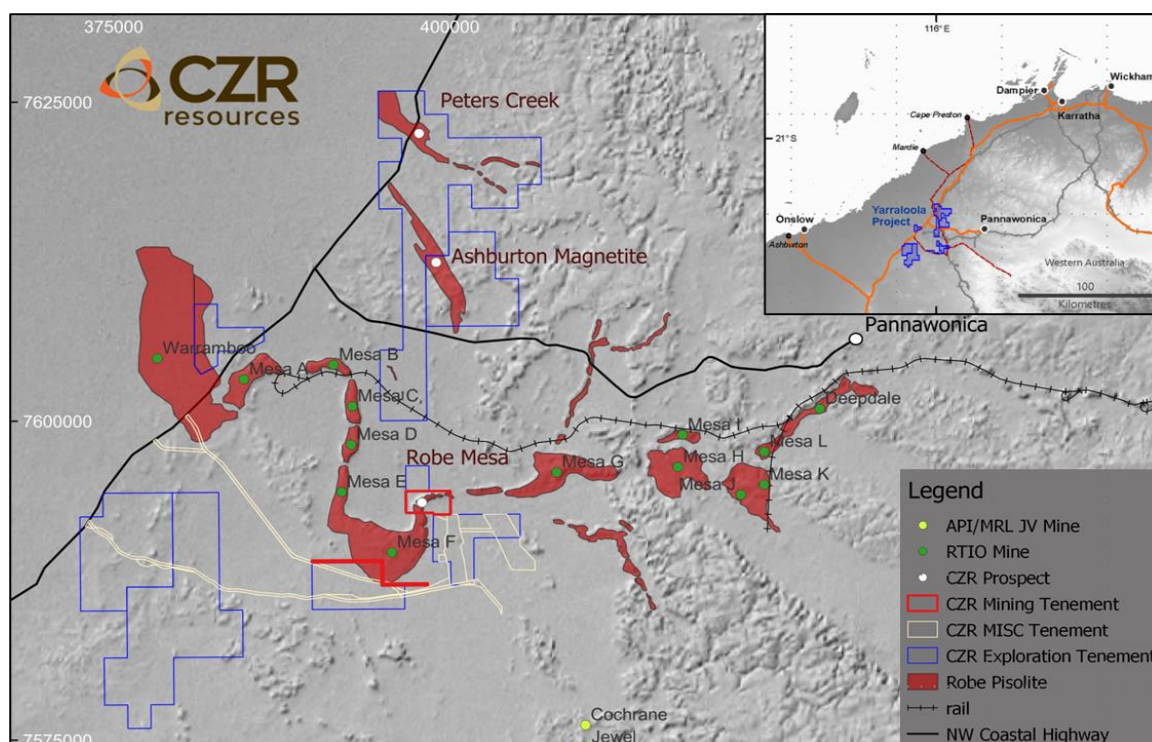 375000
400000
CZR
resources
7625000
Peters Creek
Ashburton Magnetite
116°E
Wickham
Dampier
Karratha
Cape Preston
21°S
Mardie
Yarraloola
Project
Onslow
Pannawonica
Ashburton
Western Australia
100
Kilometres
Pannawonica
Warramboo
Mesa A
Mesa B
Mesa C
Deepdale
7600000
Mesa D
Mesa I
Mesa L
Robe Mesa
Mesa G
Mesa H
Mesa E
Mesa J
Mesa K
Mesa F
Cochrane
Jewel
7575000
Legend
API/MRL JV Mine
RTIO Mine
CZR Prospect
CZR Mining Tenement
CZR MISC Tenement
CZR Exploration Tenement
Robe Pisolite
rail
NW Coastal Highway